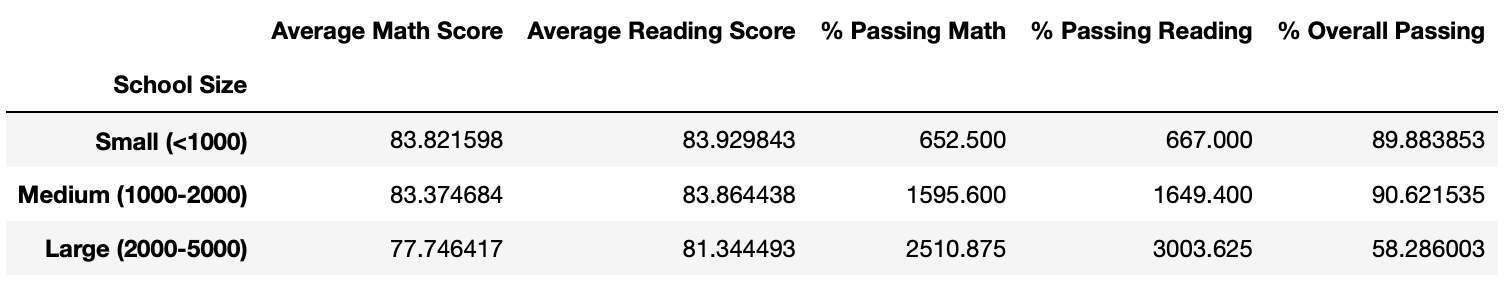 Average Math Score Average Reading Score % Passing Math % Passing Reading % Overall Passing
School Size
Small (<1000) 83.821598 83.929843 652.500 667.000 89.883853
Medium (1000-2000) 83.374684 83.864438 1595.600 1649.400 90.621535
Large (2000-5000) 77.746417 81.344493 2510.875 3003.625 58.286003